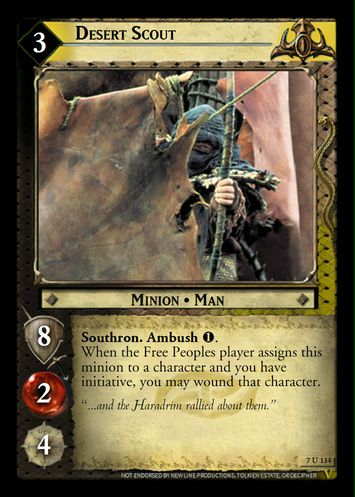 3
Desert Scout
Minion • Man
8
2
4
Southron. Ambush 1.
When the Free Peoples player assigns this
minion to a character and you have
initiative, you may wound that character.
"...and the Haradrim rallied about them."
7 U 134
NOT ENDORSED BY NEW LINE PRODUCTIONS, TOLKIEN ESTATE, OR DECIPHER
V